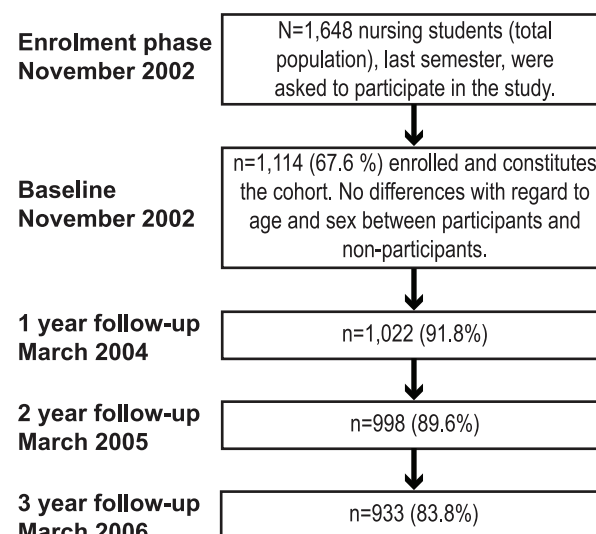 Enrolment phase
November 2002
N=1,648 nursing students (total
population), last semester, were
asked to participate in the study.
Baseline
November 2002
n=1,114 (67.6 %) enrolled and constitutes
the cohort. No differences with regard to
age and sex between participants and
non-participants.
1 year follow-up
March 2004
n=1,022 (91.8%)
2 year follow-up
March 2005
n=998 (89.6%)
3 year follow-up
March 2006
n=933 (83.8%)